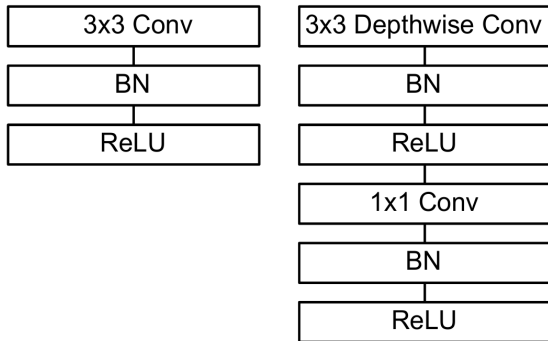 3x3 Conv
BN
ReLU
3x3 Depthwise Conv
BN
ReLU
1x1 Conv
BN
ReLU